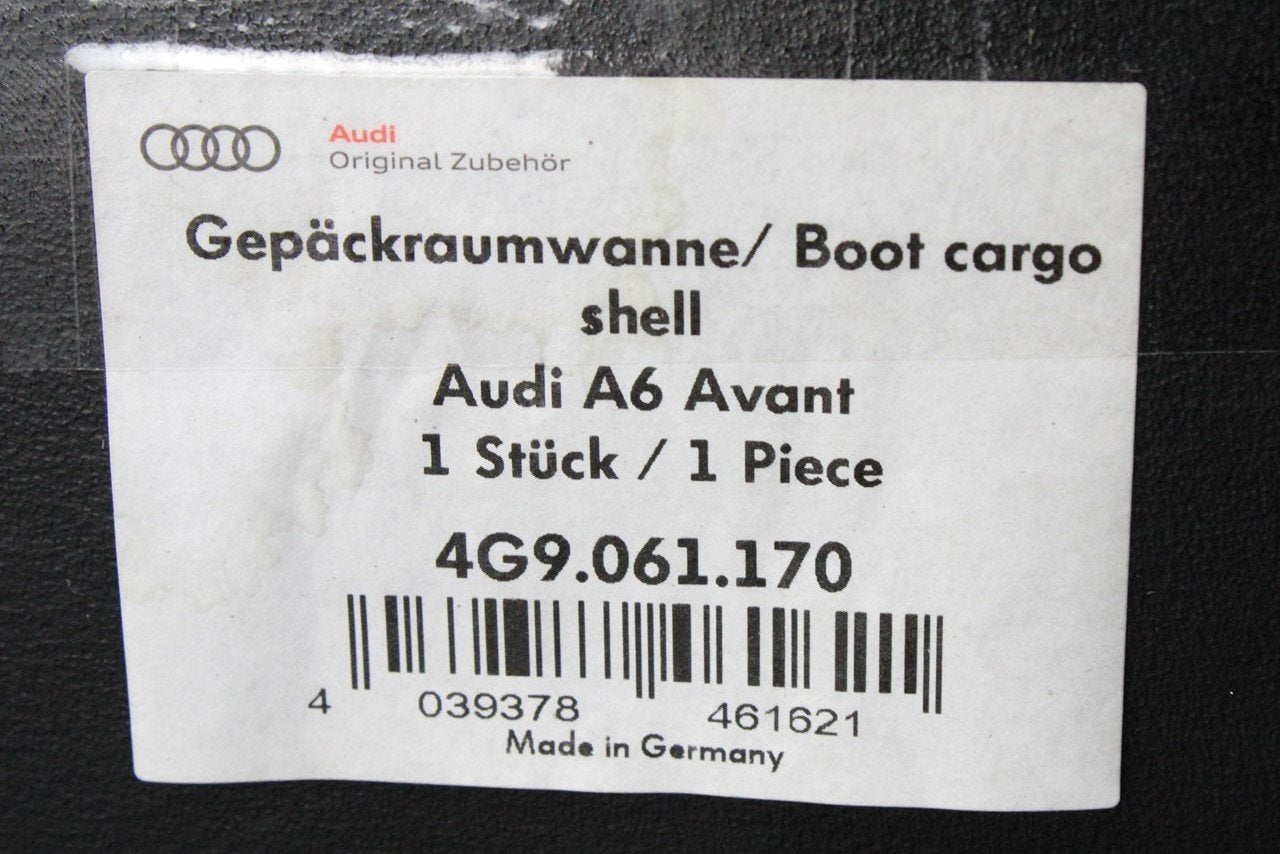 Audi
Original Zubehör
Gepäckraumwanne/ Boot cargo
shell
Audi A6 Avant
1 Stück / 1 Piece
4G9.061.170
4 039378 461621
Made in Germany